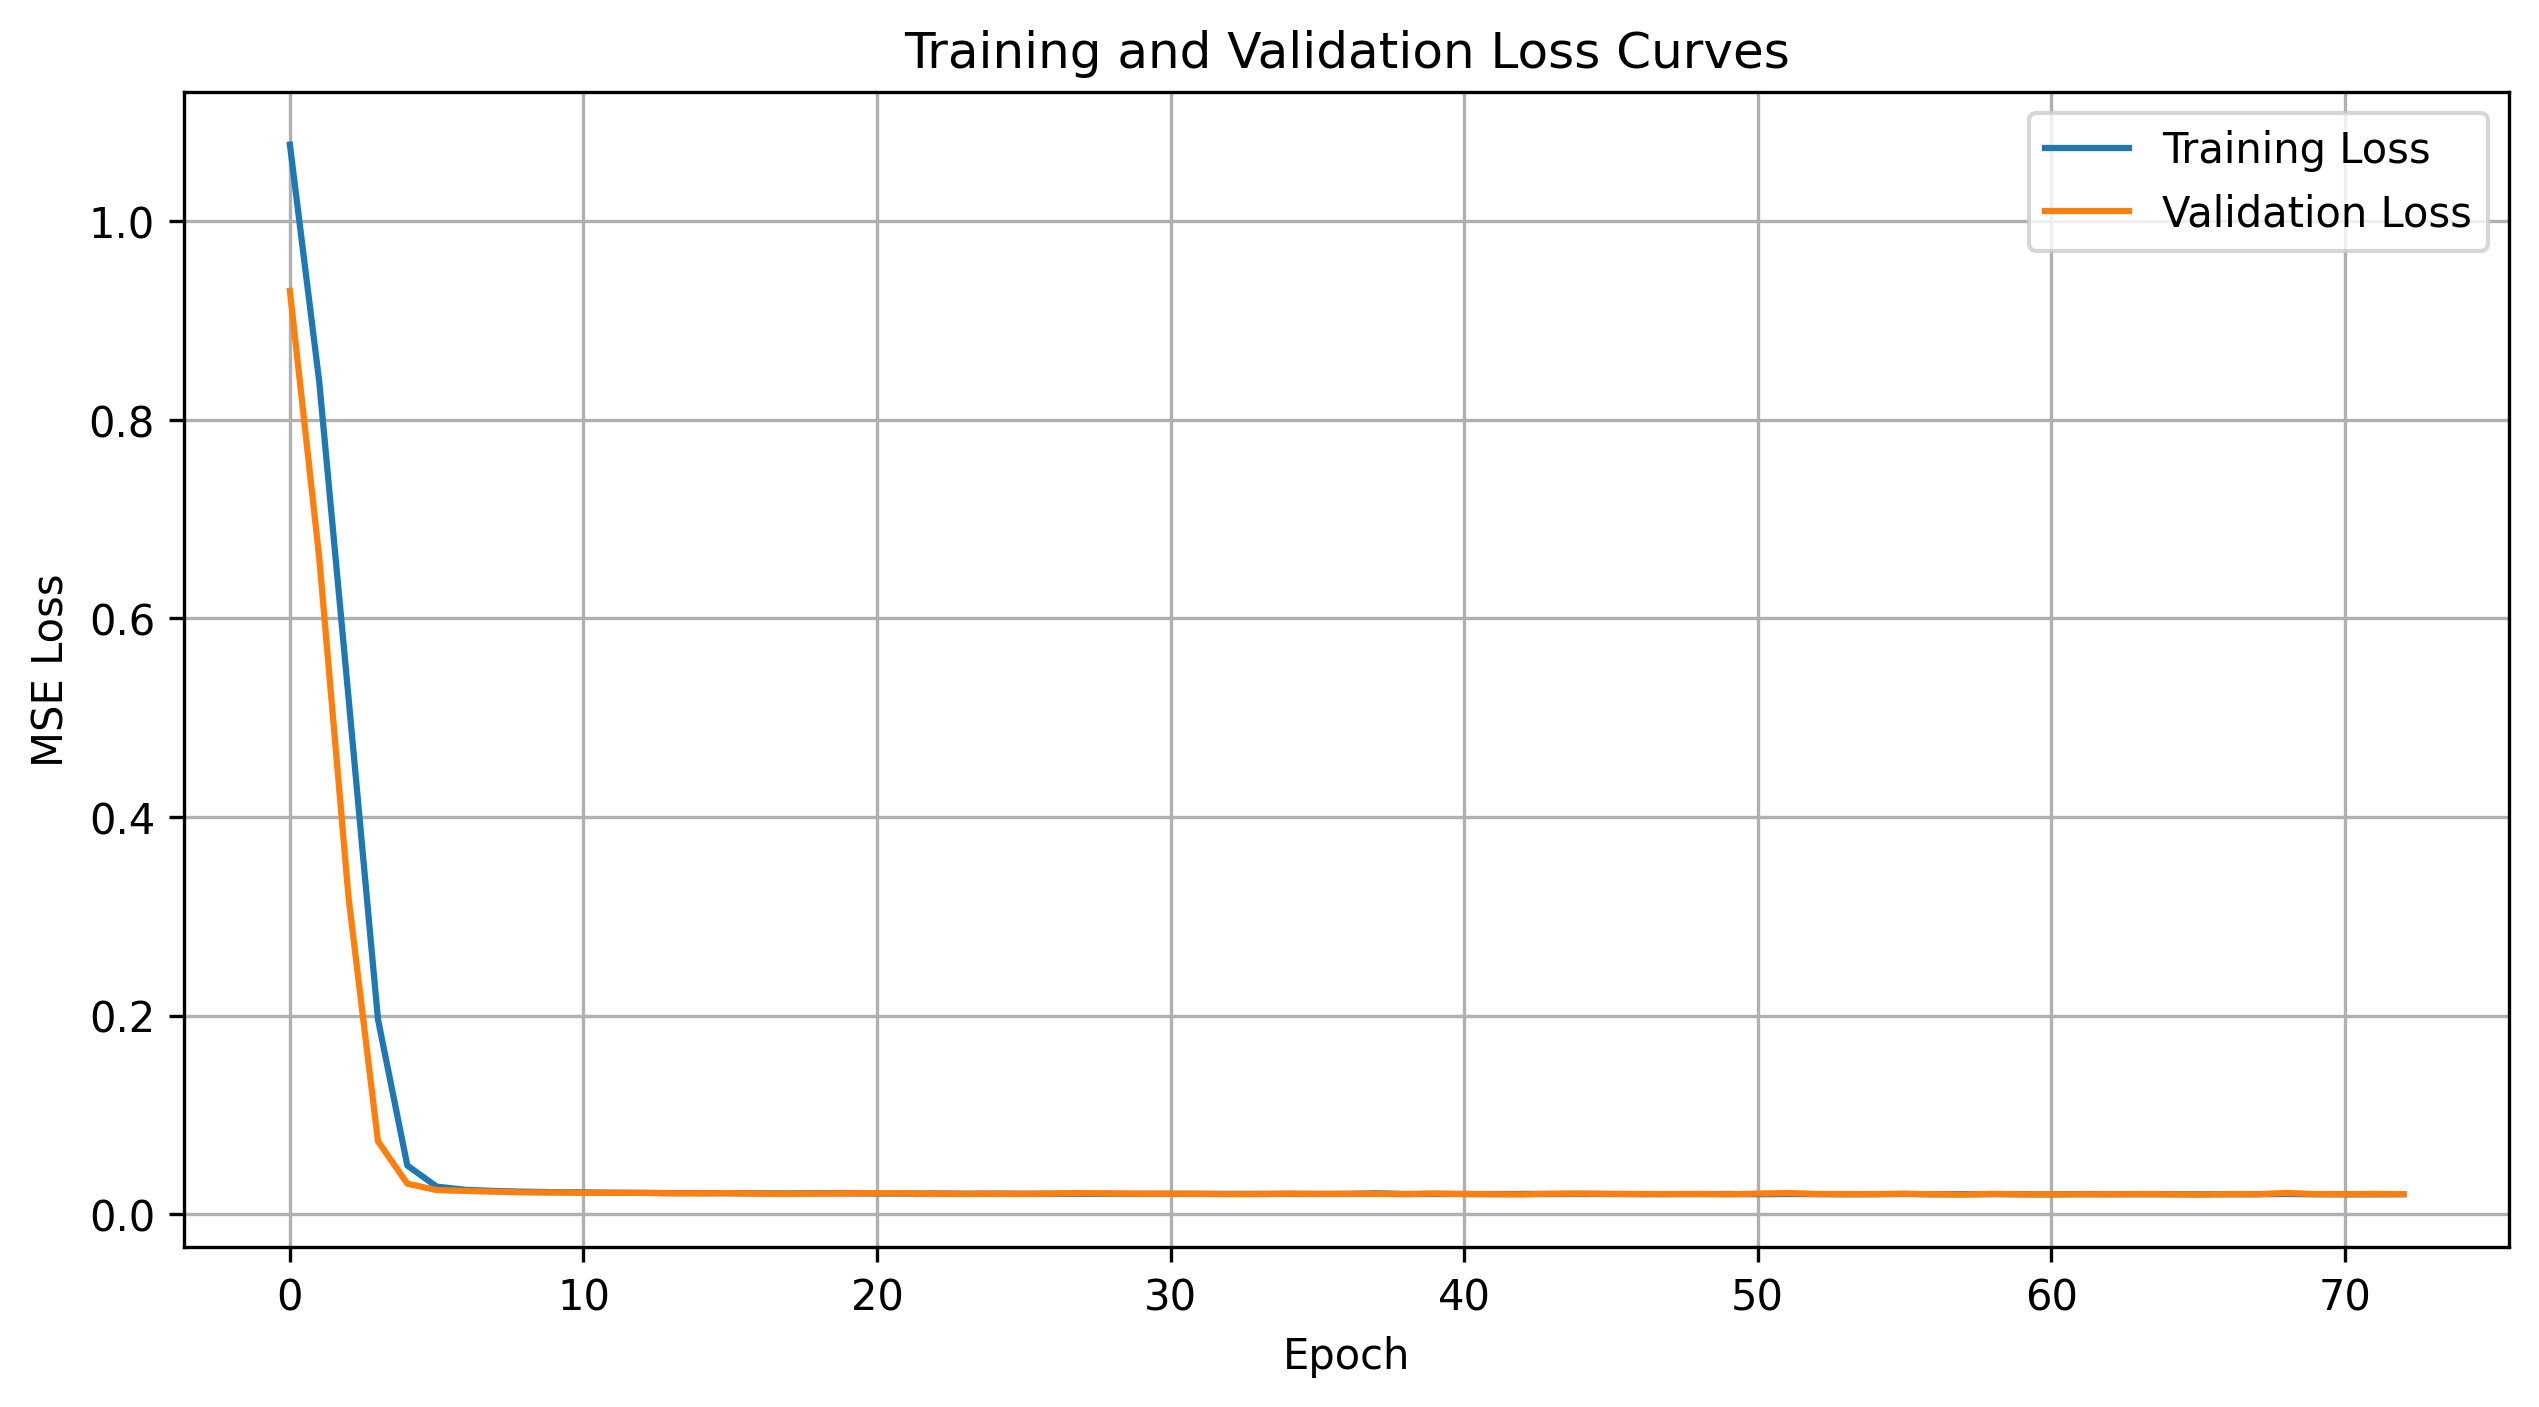 Training and Validation Loss Curves
Training Loss
Validation Loss
MSE Loss
1.0
0.8
0.6
0.4
0.2
0.0
0 10 20 30 40 50 60 70
Epoch